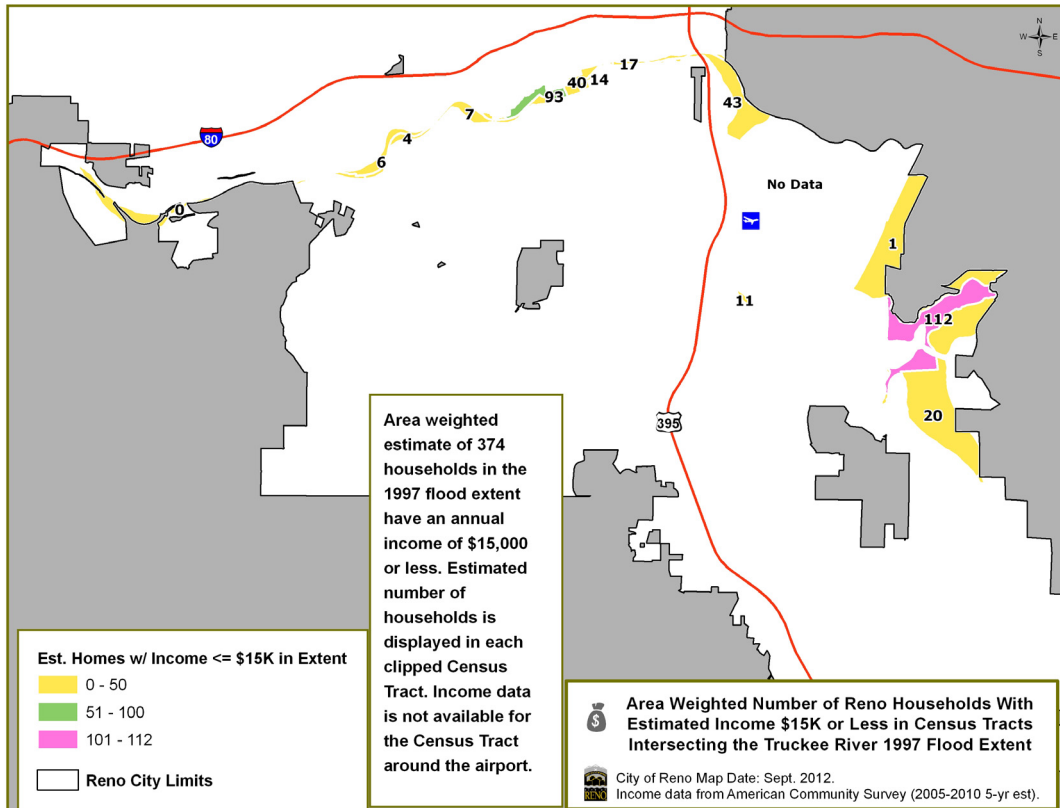 N
W E
S
17
40
14
93
43
7
4
80
6
No Data
0
1
11
112
395
20
Area weighted
estimate of 374
households in the
1997 flood extent
have an annual
income of $15,000
or less. Estimated
number of
households is
displayed in each
clipped Census
Tract. Income data
is not available for
the Census Tract
around the airport.
Est. Homes w/ Income <= $15K in Extent
0 - 50
51 - 100
101 - 112
Reno City Limits
$
Area Weighted Number of Reno Households With
Estimated Income $15K or Less in Census Tracts
Intersecting the Truckee River 1997 Flood Extent
RENO
City of Reno Map Date: Sept. 2012.
Income data from American Community Survey (2005-2010 5-yr est).